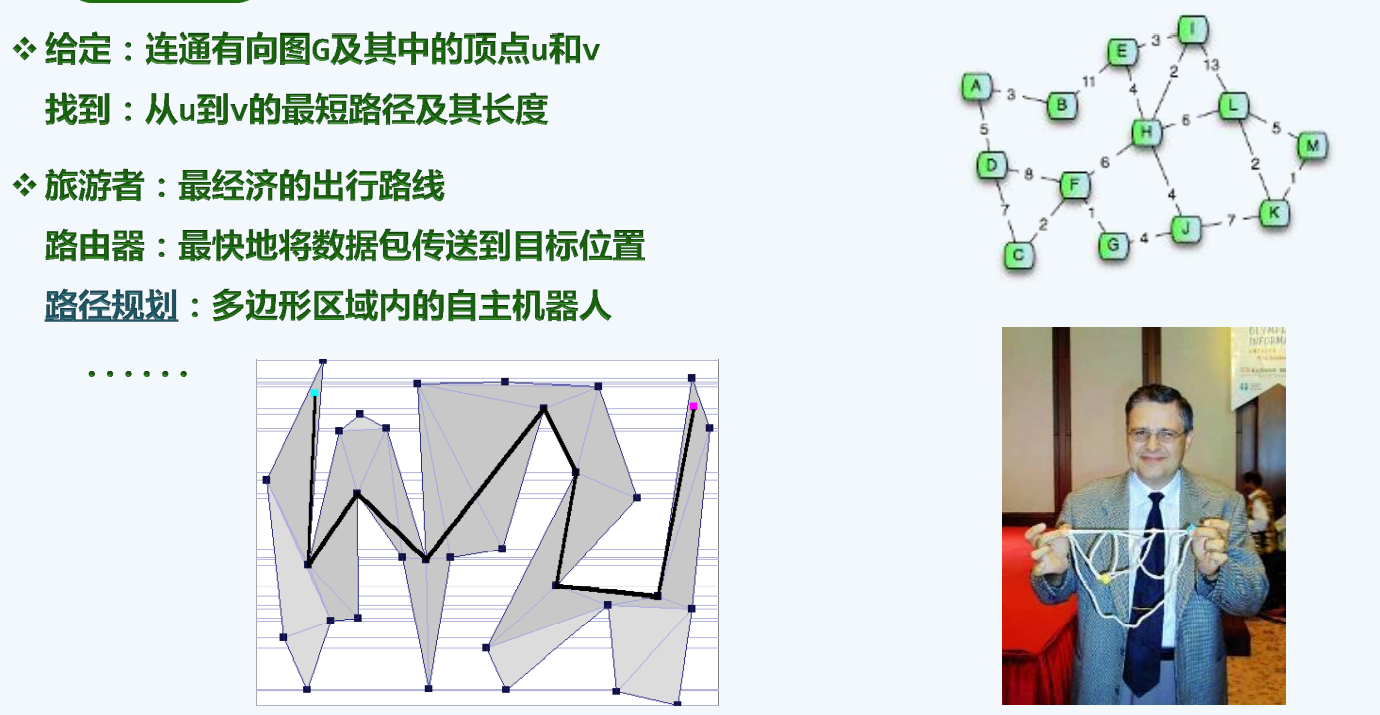 ❖ 给定：连通有向图G及其中的顶点u和v
找到：从u到v的最短路径及其长度
❖ 旅游者：最经济的出行路线
路由器：最快地将数据包传送到目标位置
路径规划：多边形区域内的自主机器人
······
I
E 3
2 13
A 3 B 11 4 L
5 H 6 5 M
D 8 F 6 2 1
7 4 K
2 1 J 7
C G 4
INFORMA